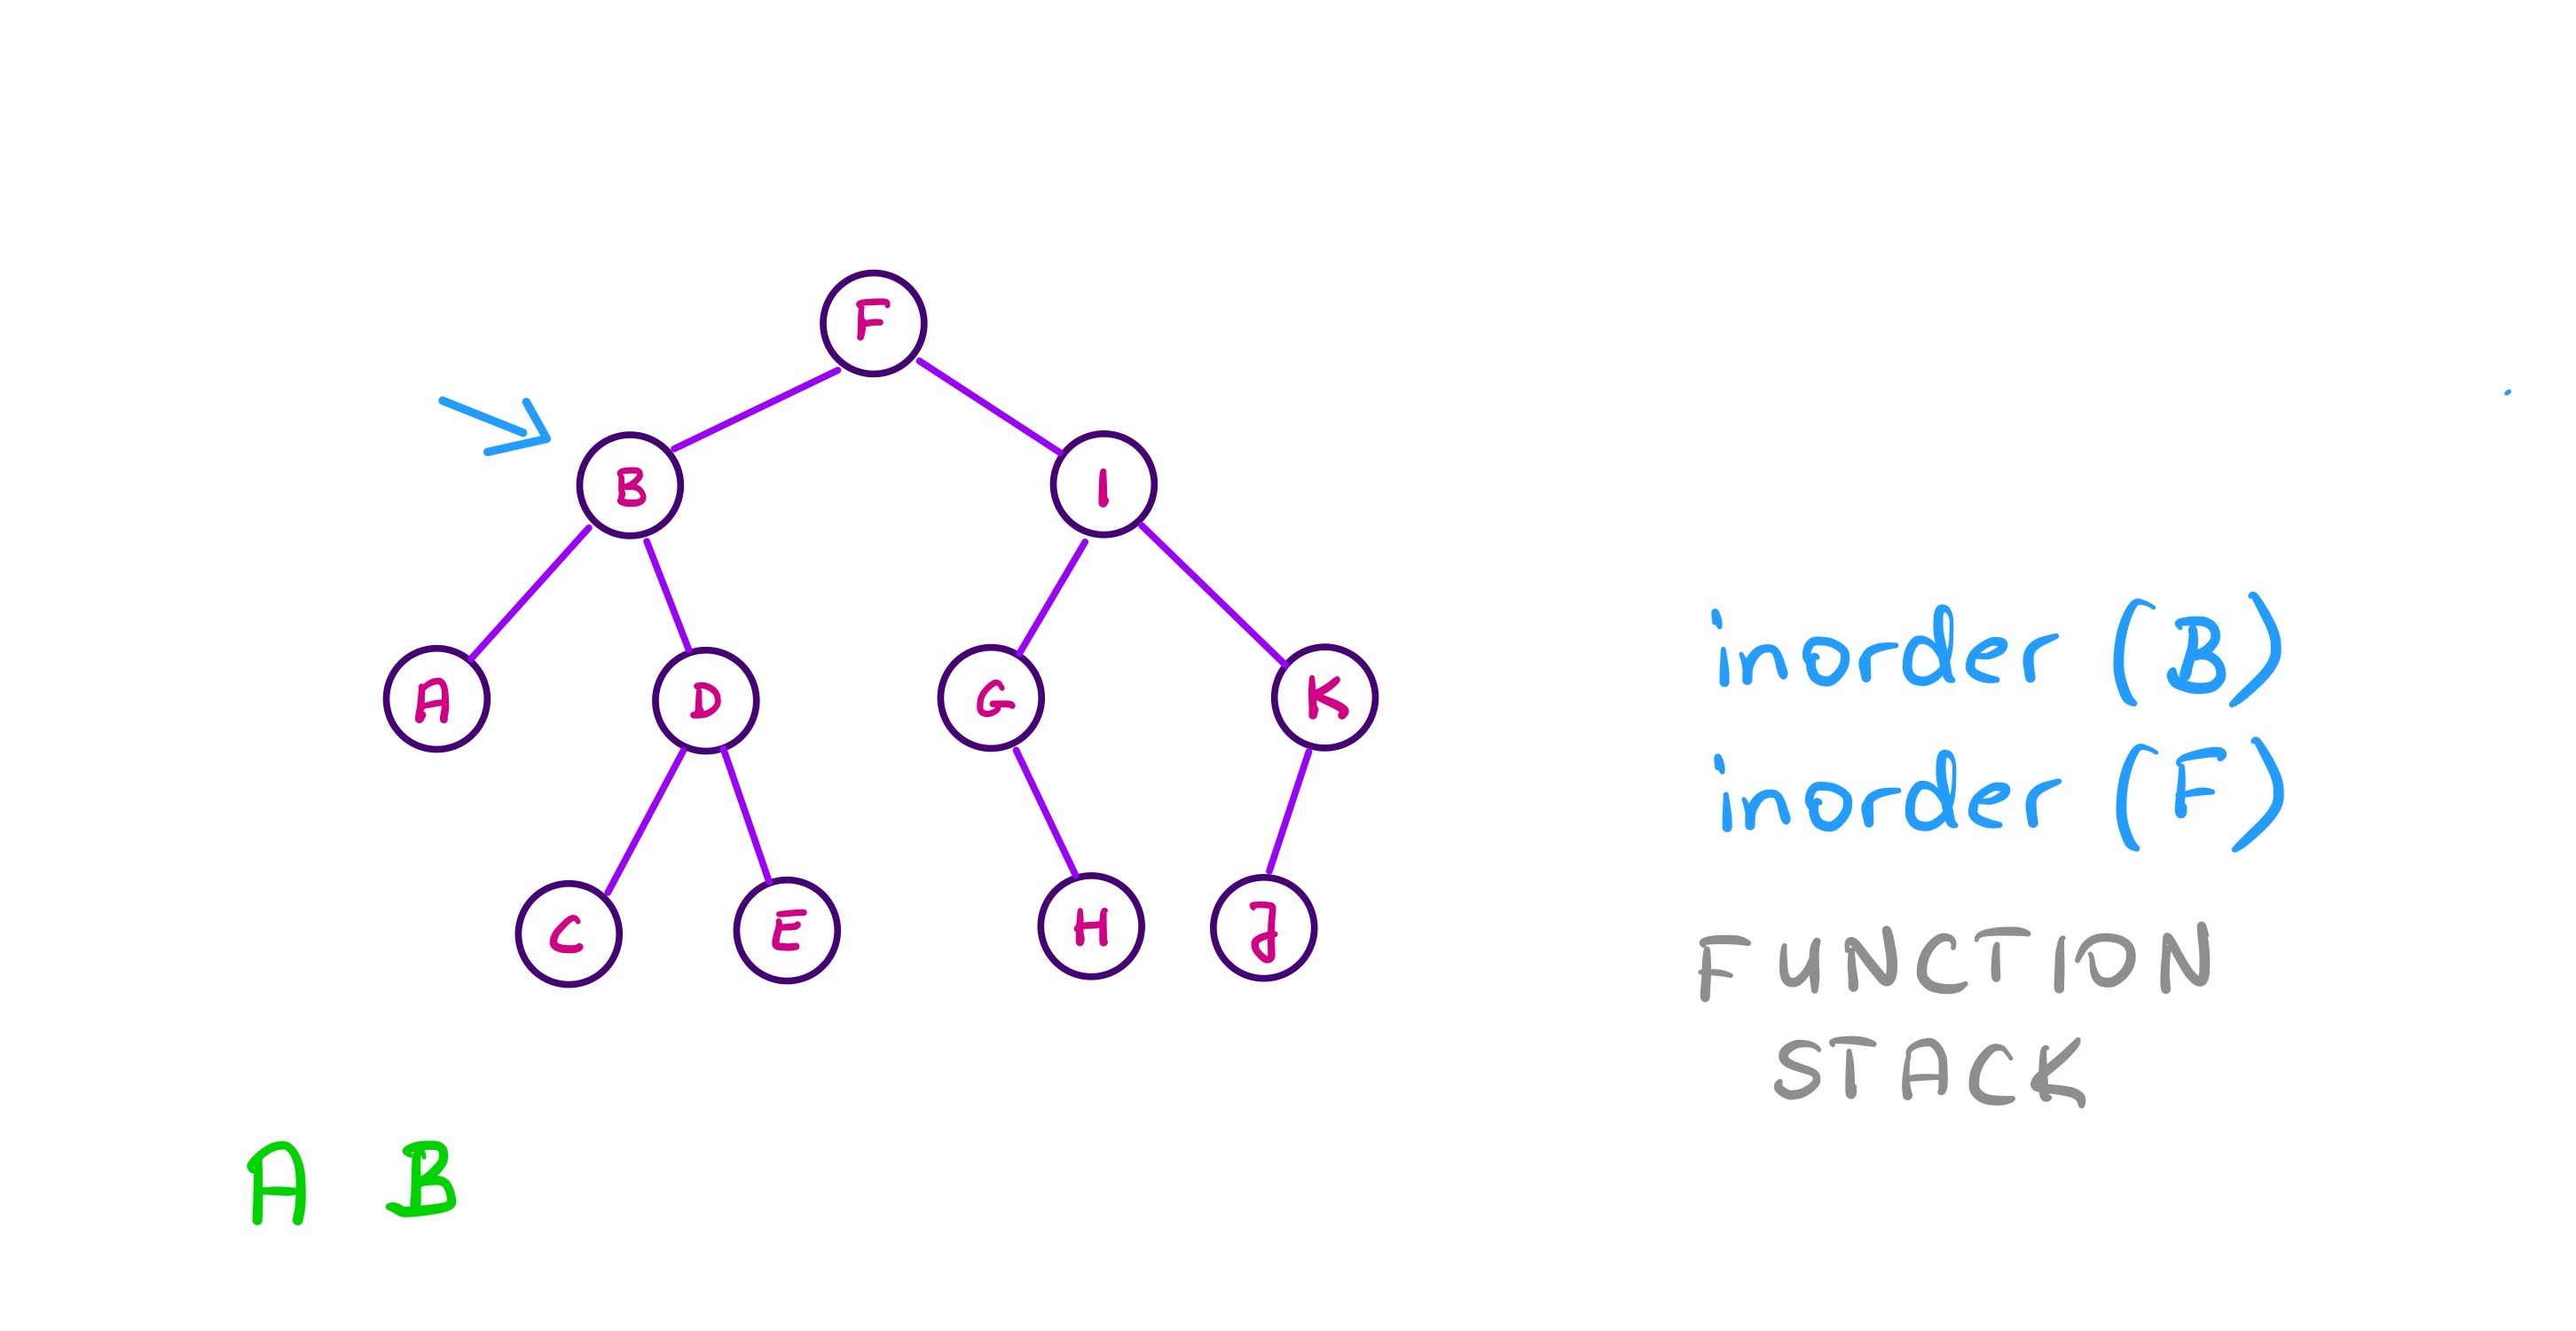 F
B I
A D G K
C E H J
inorder (B)
inorder (F)
FUNCTION
STACK
A B